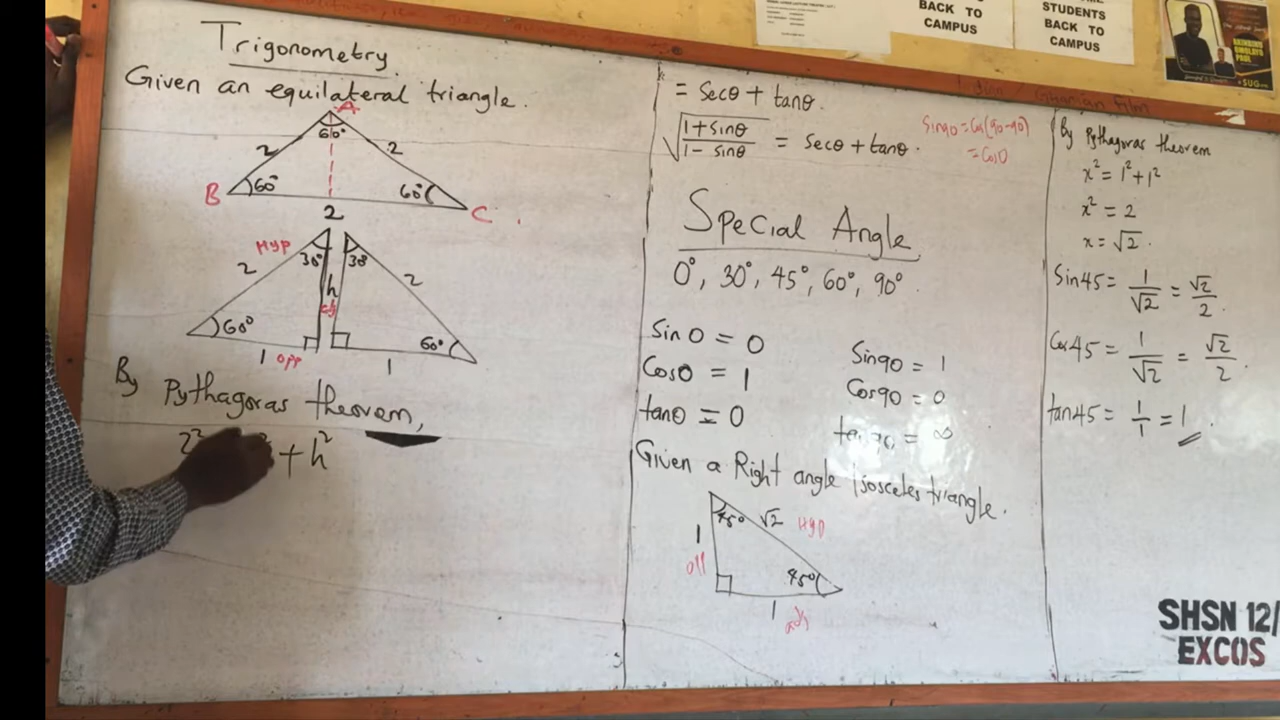 Trigonometry
Given an equilateral triangle.
A
60°
2 2
B 60° 60° C
2
Hyp
2 30° 30° 2
h
adj
60° 60°
1 opp 1
By Pythagoras theorem,
2² + h²
= Secθ + tanθ.
√(1+sinθ / 1-sinθ) = secθ + tanθ.
Sin90 = Cos(90-90)
= Cos0
Special Angle
0°, 30°, 45°, 60°, 90°.
Sin0 = 0
Cos0 = 1
tan0 = 0
Sin90 = 1
Cos90 = 0
tan90 = ∞
Given a Right angle Isosceles triangle.
45° √2 Hyp
1
45°
1
adj
By Pythagoras theorem
x² = 1² + 1²
x² = 2
x = √2.
Sin45 = 1/√2 = √2/2.
Cos45 = 1/√2 = √2/2.
tan45 = 1/1 = 1.
BACK TO
CAMPUS
STUDENTS
BACK TO
CAMPUS
SHSN 12/
EXCOS